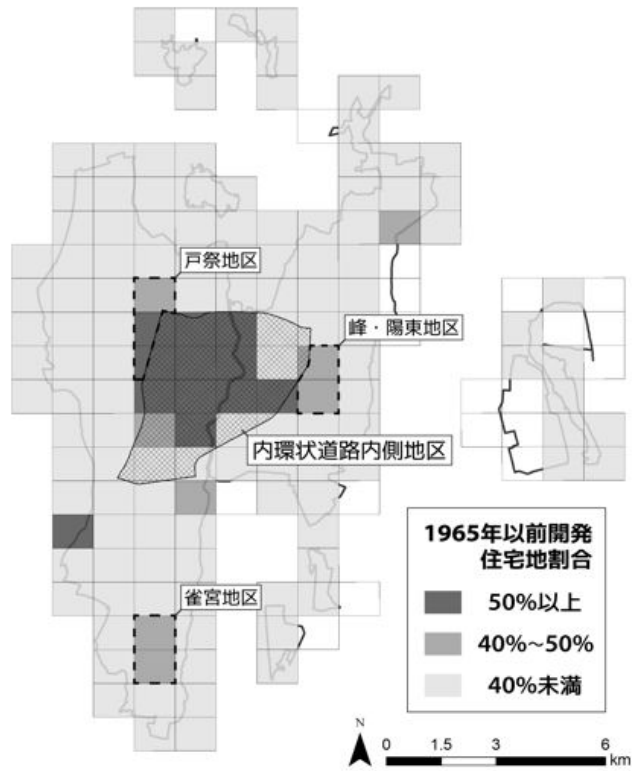 戸祭地区
峰・陽東地区
内環状道路内側地区
雀宮地区
1965年以前開発
住宅地割合
50%以上
40%~50%
40%未満
N
0 1.5 3 6
km